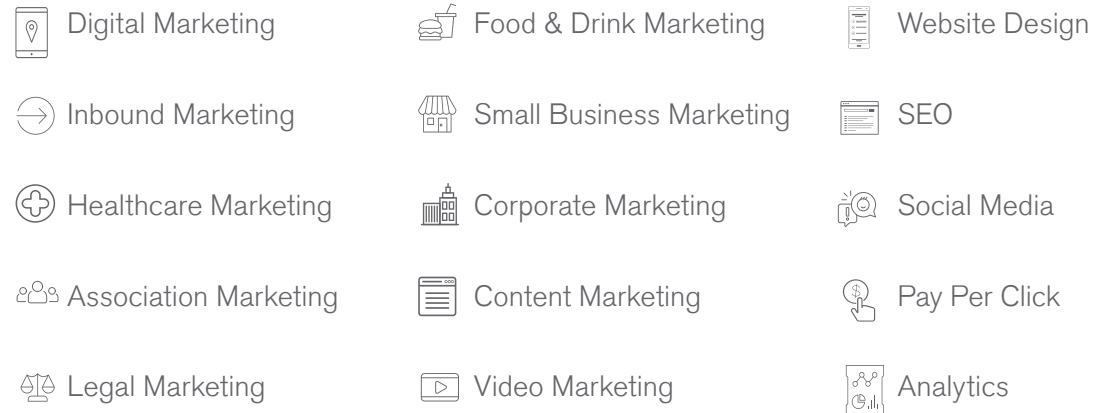 Digital Marketing
Food & Drink Marketing
Website Design
Inbound Marketing
Small Business Marketing
SEO
Healthcare Marketing
Corporate Marketing
Social Media
Association Marketing
Content Marketing
Pay Per Click
Legal Marketing
Video Marketing
Analytics